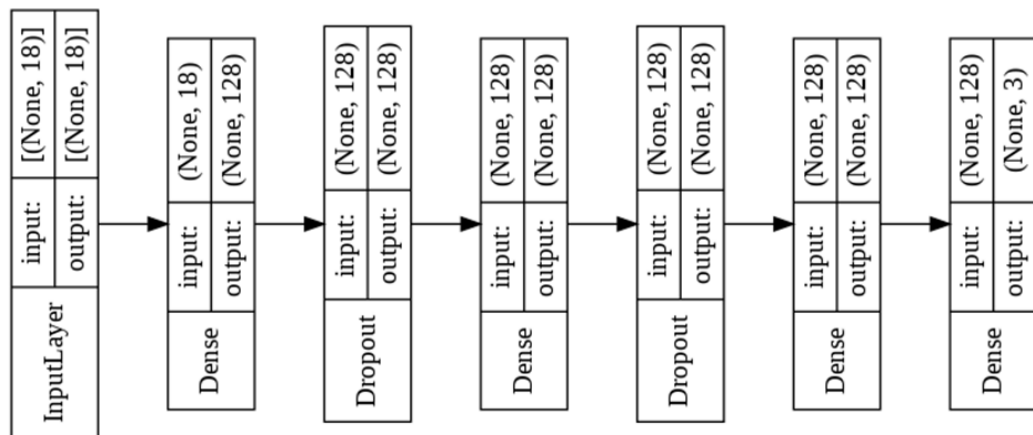 InputLayer
input: [(None, 18)]
output: [(None, 18)]
Dense
input: (None, 18)
output: (None, 128)
Dropout
input: (None, 128)
output: (None, 128)
Dense
input: (None, 128)
output: (None, 128)
Dropout
input: (None, 128)
output: (None, 128)
Dense
input: (None, 128)
output: (None, 128)
Dense
input: (None, 128)
output: (None, 3)